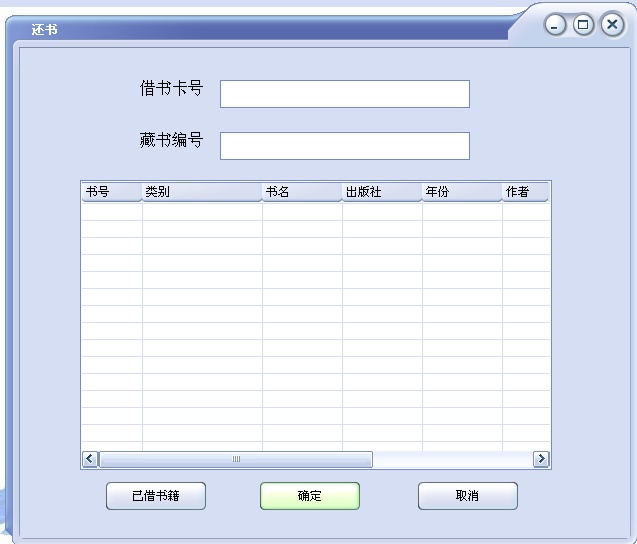 还书
借书卡号
藏书编号
书号 类别 书名 出版社 年份 作者
已借书籍 确定 取消